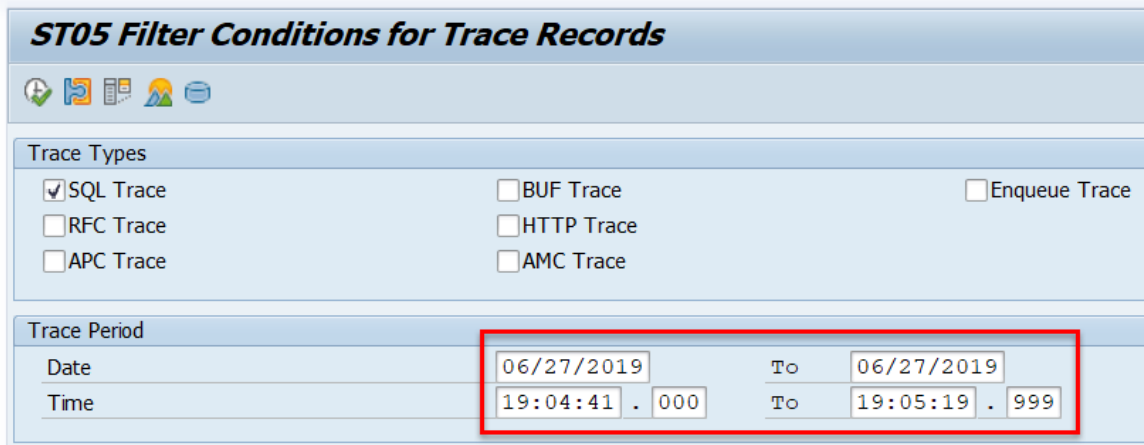 ST05 Filter Conditions for Trace Records
Trace Types
SQL Trace BUF Trace Enqueue Trace
RFC Trace HTTP Trace
APC Trace AMC Trace
Trace Period
Date 06/27/2019 To 06/27/2019
Time 19:04:41 . 000 To 19:05:19 . 999